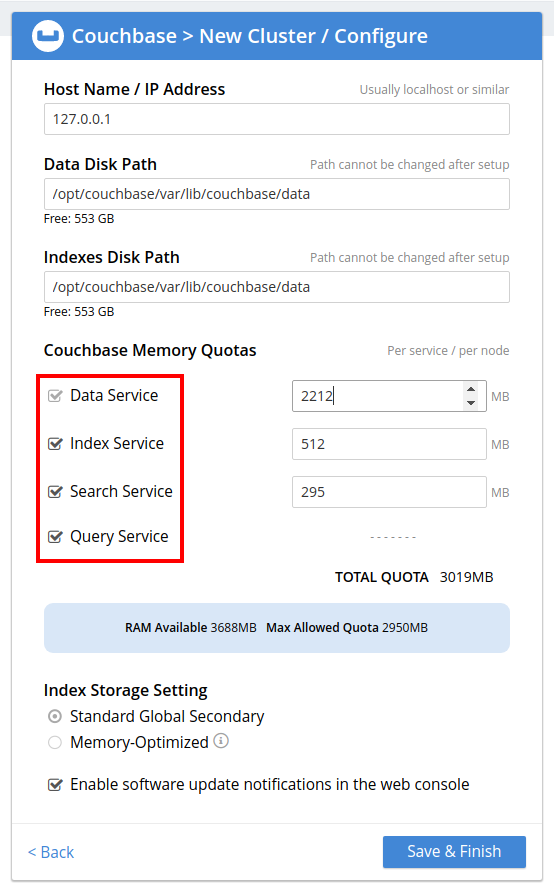 Couchbase > New Cluster / Configure
Host Name / IP Address Usually localhost or similar
127.0.0.1
Data Disk Path Path cannot be changed after setup
/opt/couchbase/var/lib/couchbase/data
Free: 553 GB
Indexes Disk Path Path cannot be changed after setup
/opt/couchbase/var/lib/couchbase/data
Free: 553 GB
Couchbase Memory Quotas Per service / per node
Data Service 2212 MB
Index Service 512 MB
Search Service 295 MB
Query Service -------
TOTAL QUOTA 3019MB
RAM Available 3688MB Max Allowed Quota 2950MB
Index Storage Setting
Standard Global Secondary
Memory-Optimized
Enable software update notifications in the web console
< Back Save & Finish